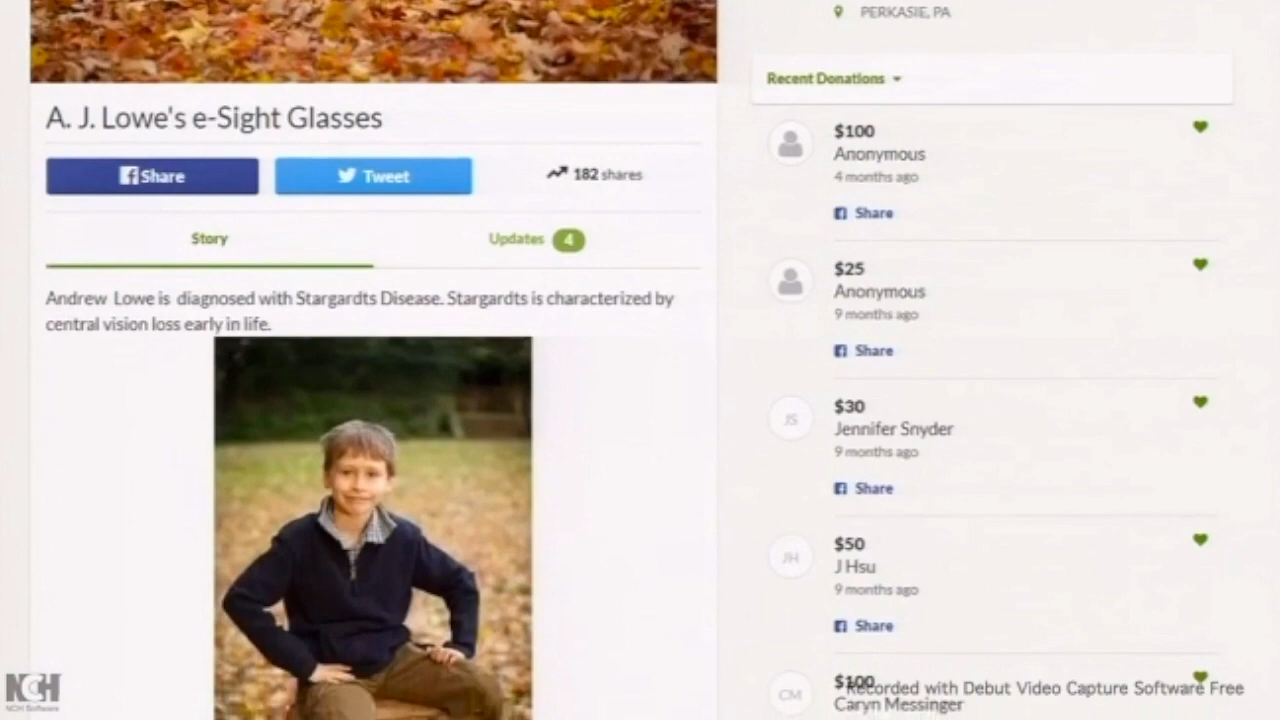 PERKASIE, PA
Recent Donations
A. J. Lowe's e-Sight Glasses
Share
Tweet
182 shares
Story
Updates 4
Andrew Lowe is diagnosed with Stargardts Disease. Stargardts is characterized by
central vision loss early in life.
$100
Anonymous
4 months ago
Share
$25
Anonymous
9 months ago
Share
JS
$30
Jennifer Snyder
9 months ago
Share
JH
$50
J Hsu
9 months ago
Share
CM
$100
Caryn Messinger
Recorded with Debut Video Capture Software Free
NCH
NCH Software